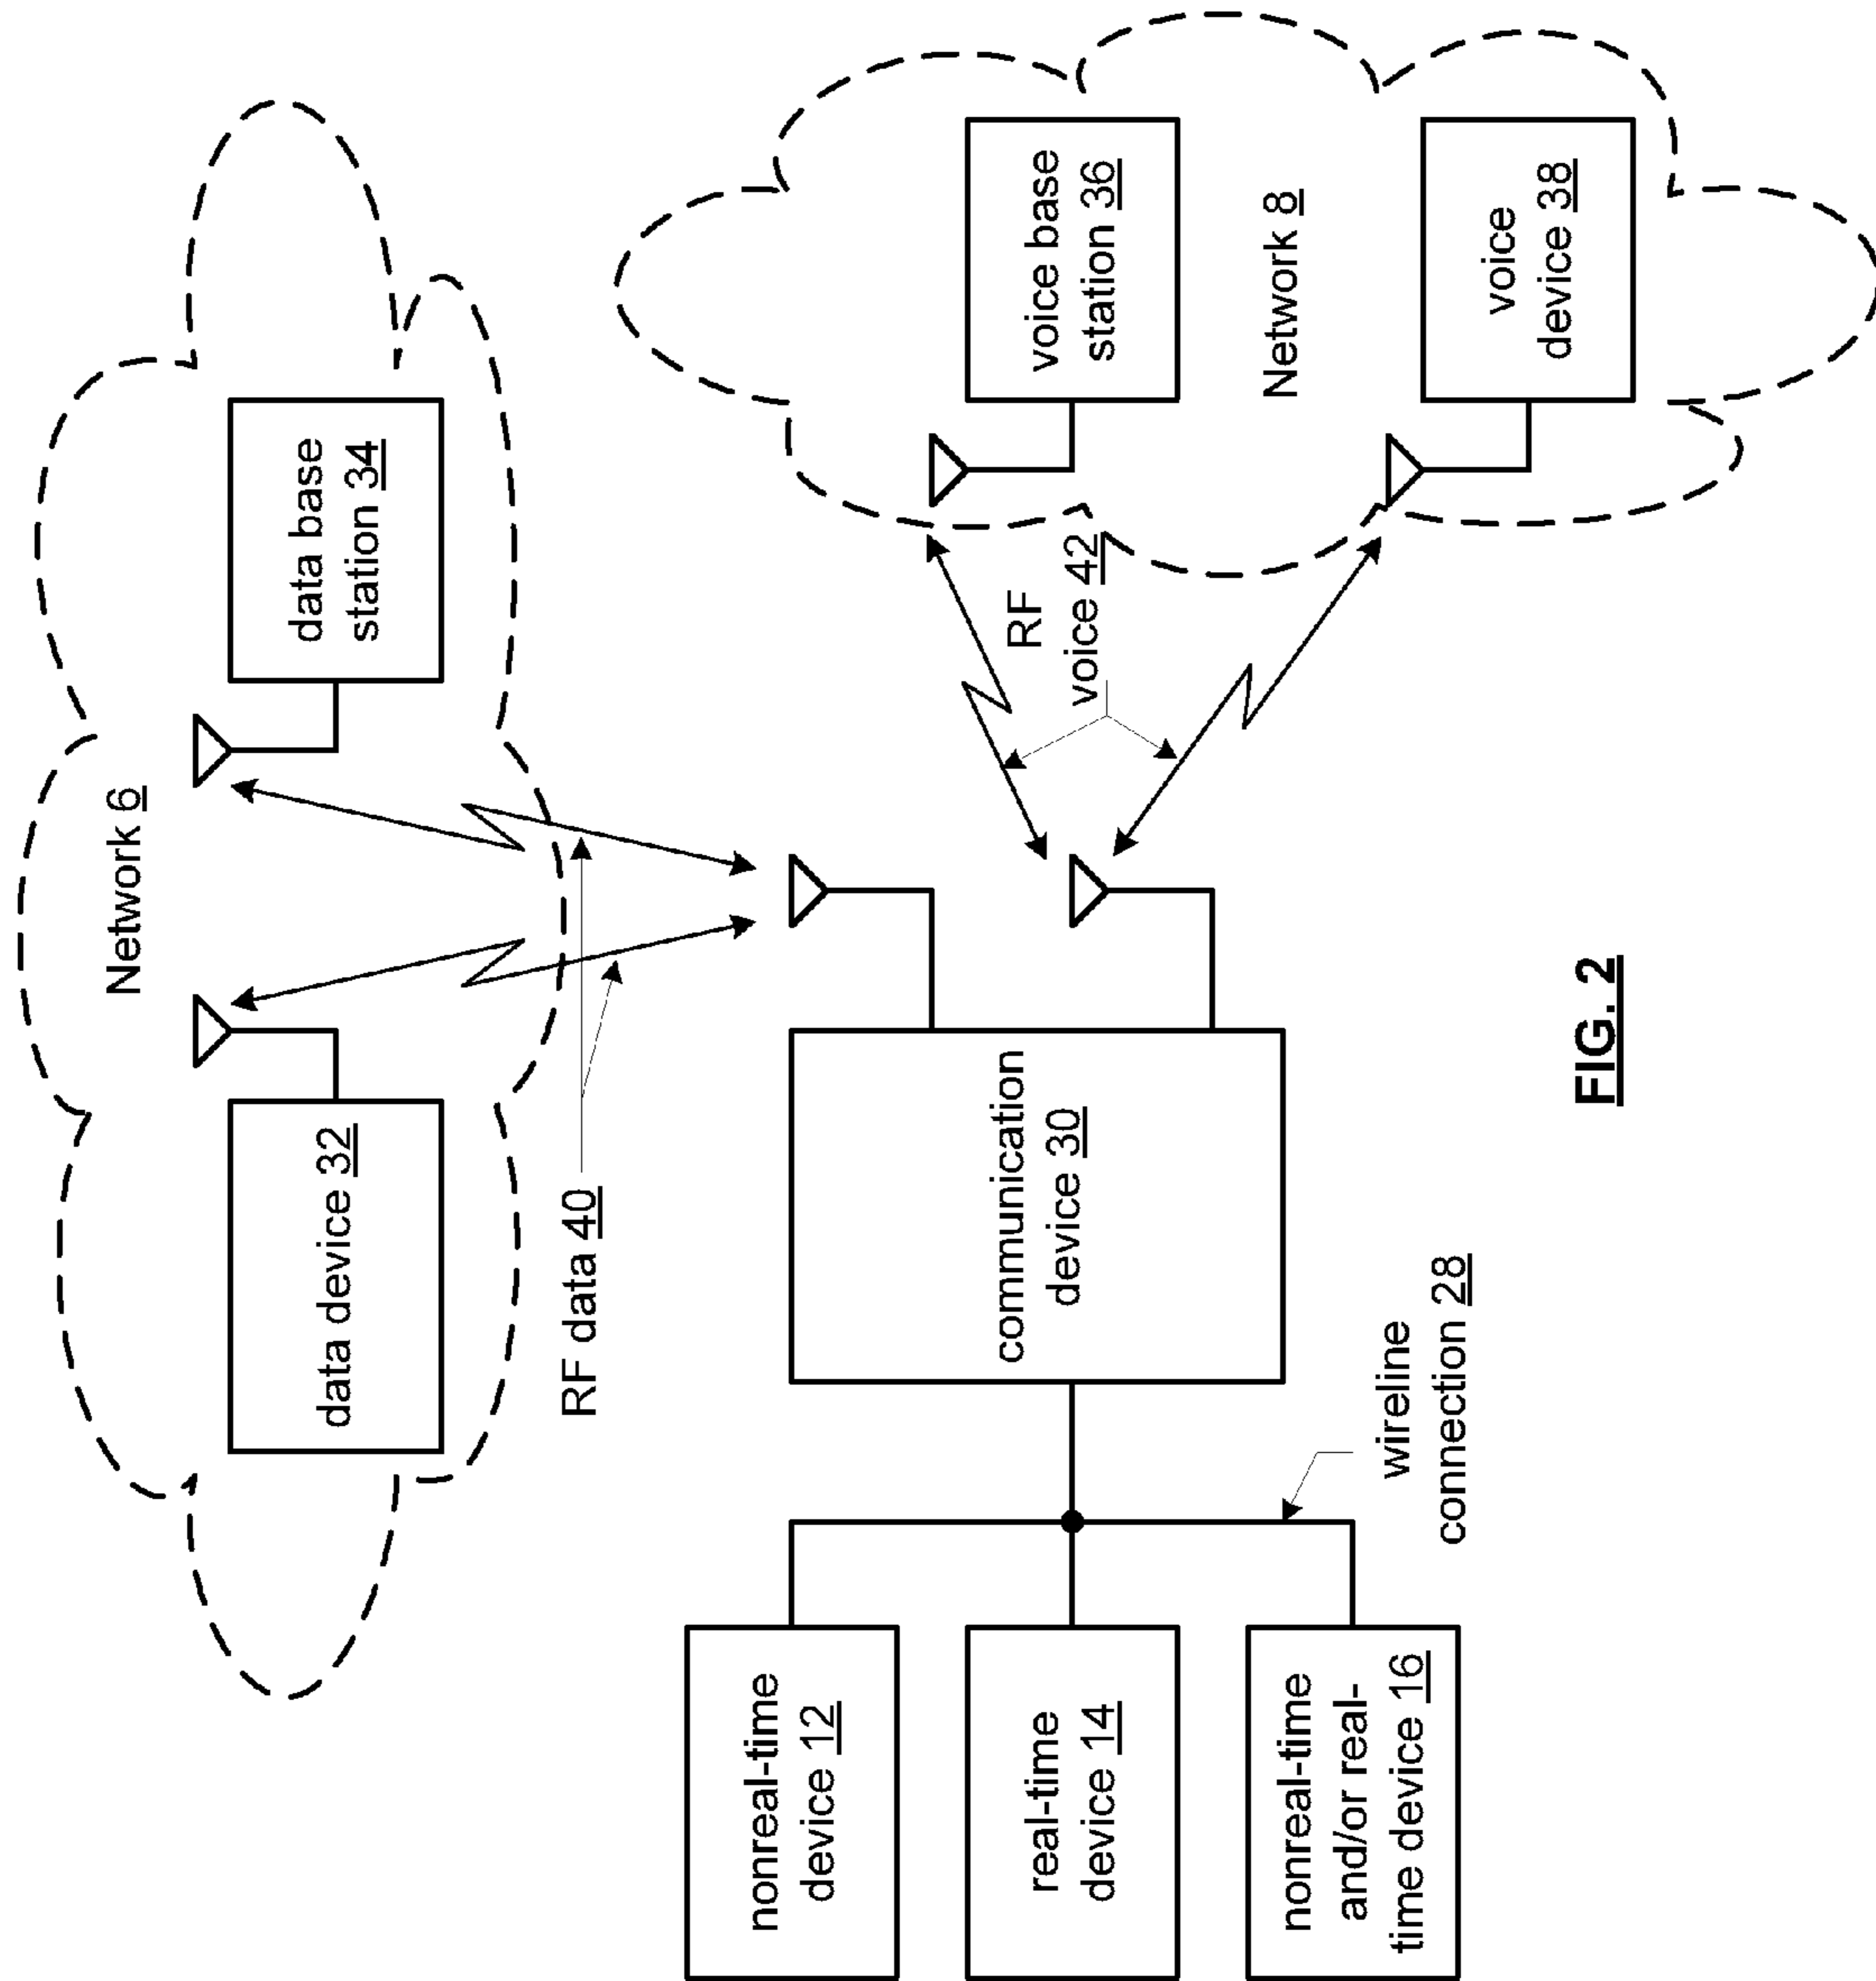 Network 6
data device 32
data base
station 34
RF data 40
voice base
station 36
RF
voice 42
Network 8
voice
device 38
communication
device 30
nonreal-time
device 12
real-time
device 14
nonreal-time
and/or real-
time device 16
wireline
connection 28
FIG. 2